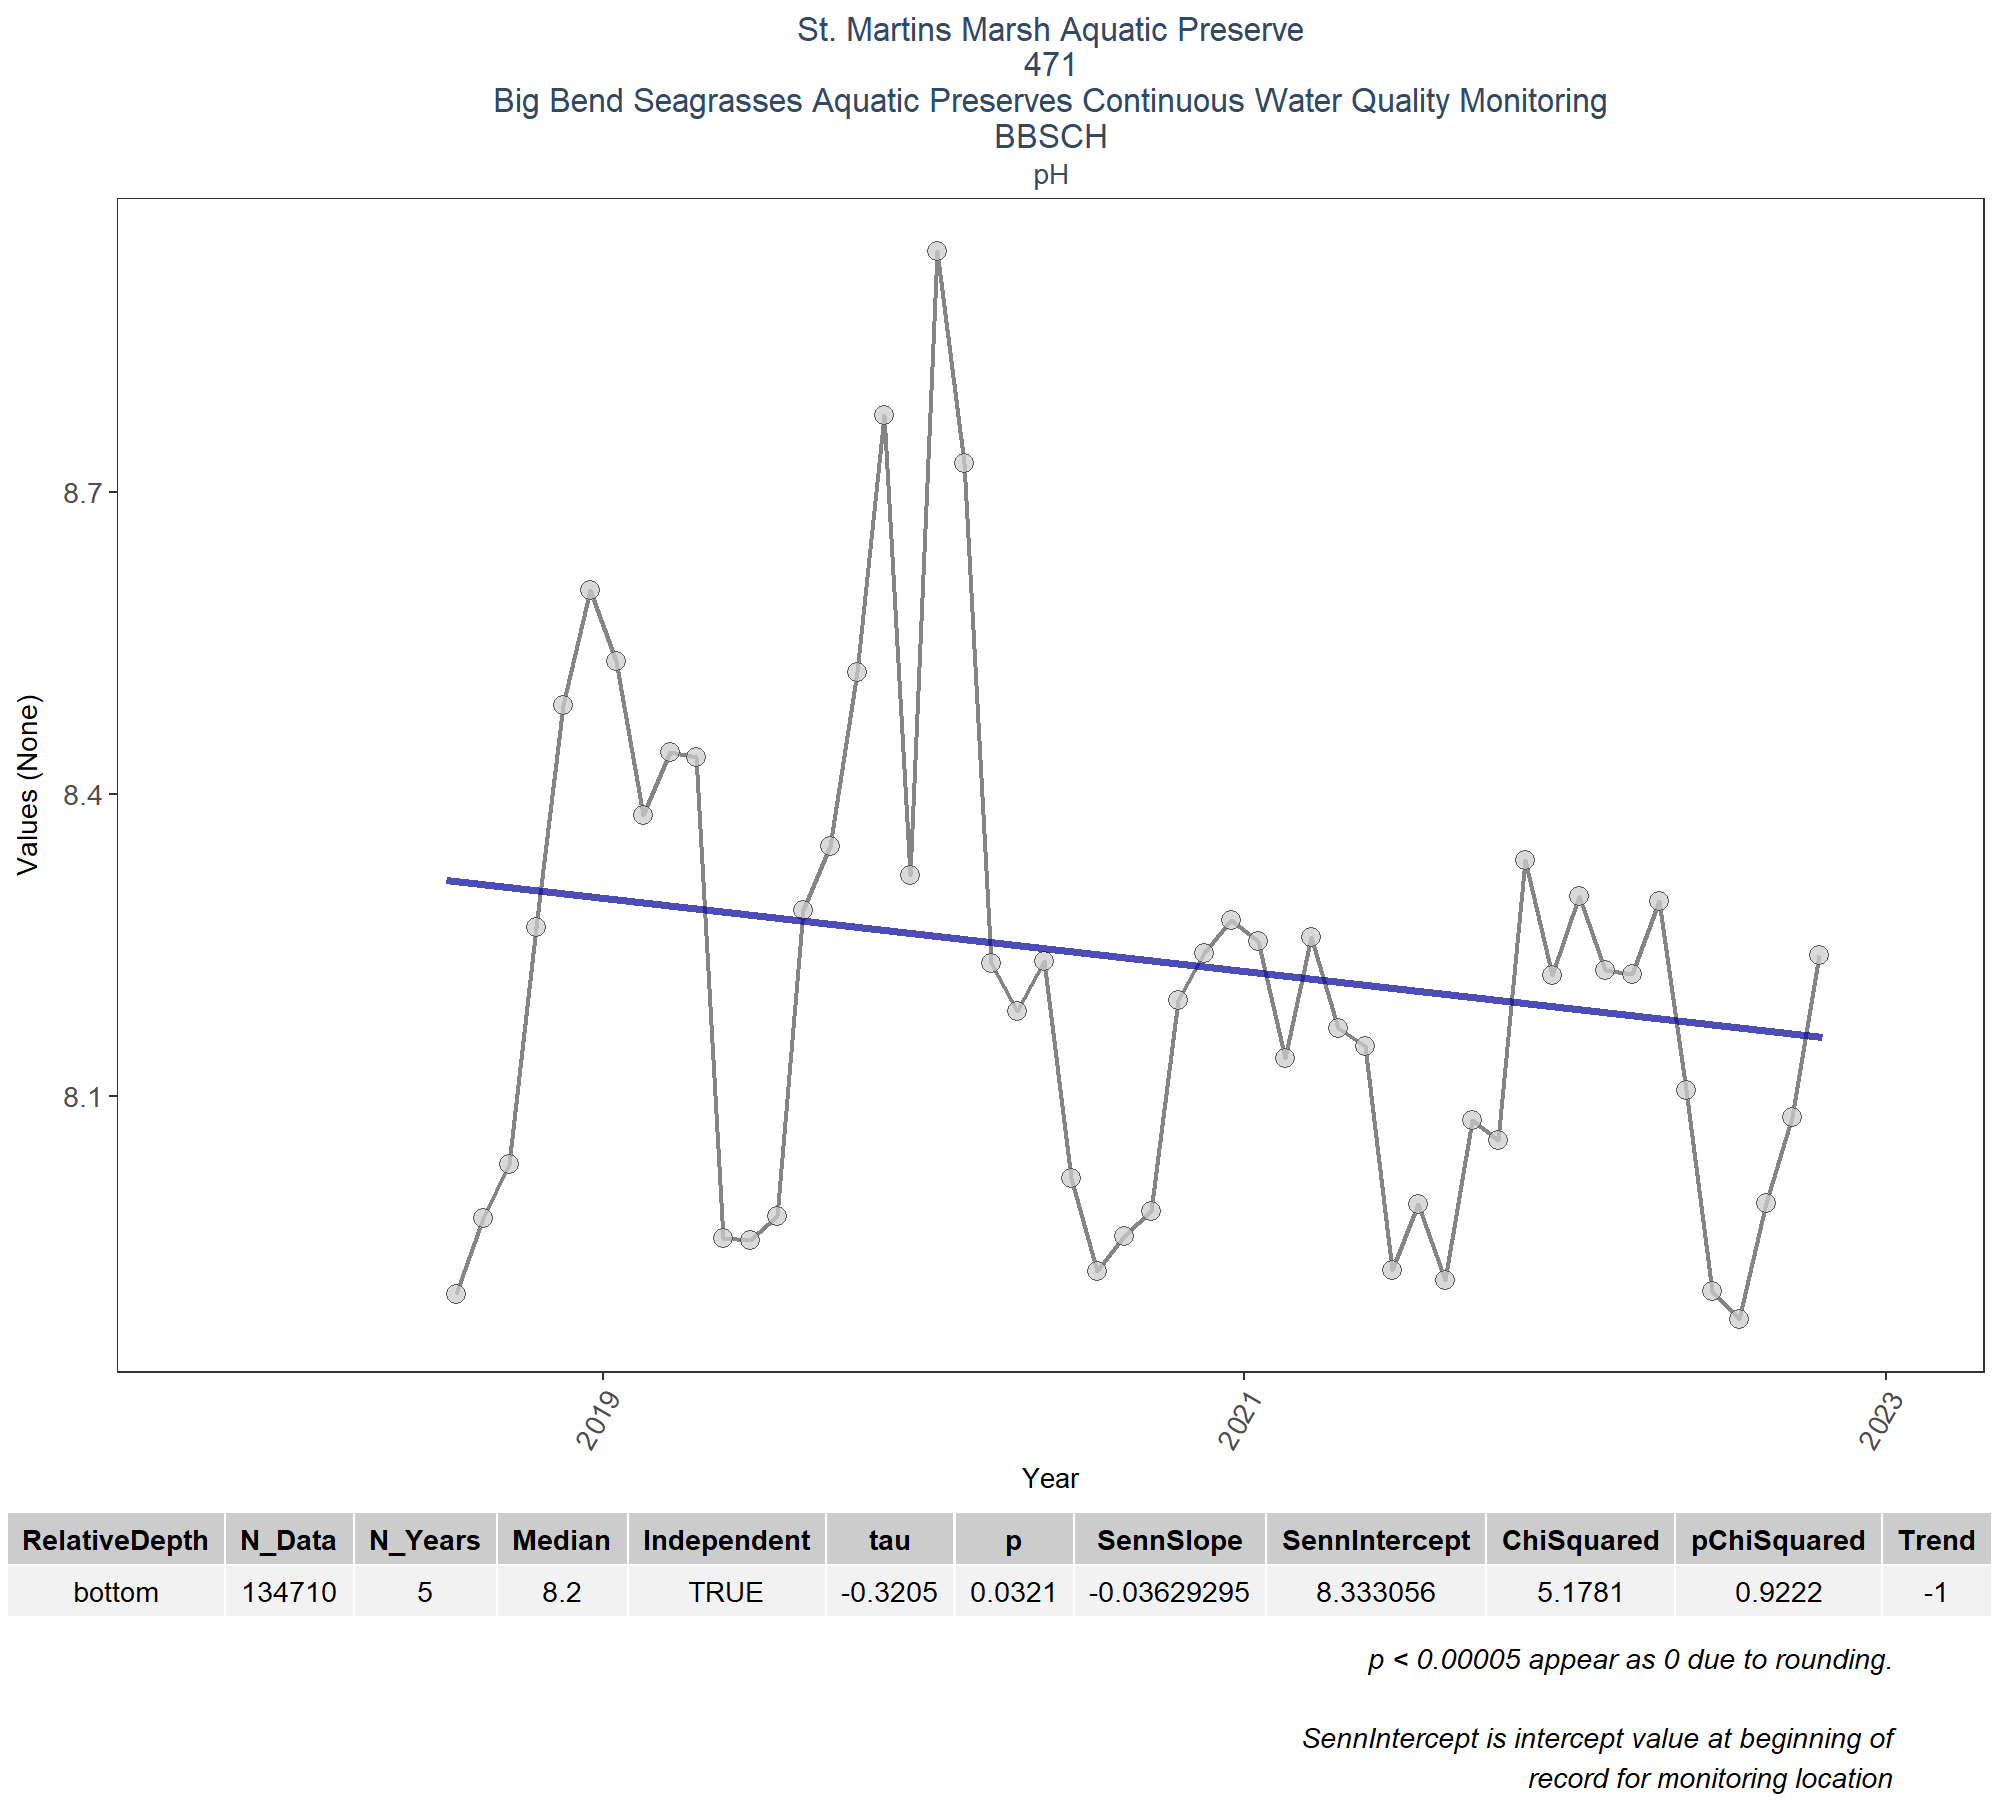 St. Martins Marsh Aquatic Preserve
471
Big Bend Seagrasses Aquatic Preserves Continuous Water Quality Monitoring
BBSCH
pH
Values (None)
8.7
8.4
8.1
2019
2021
2023
Year
RelativeDepth N_Data N_Years Median Independent tau p SennSlope SennIntercept ChiSquared pChiSquared Trend
bottom 134710 5 8.2 TRUE -0.3205 0.0321 -0.03629295 8.333056 5.1781 0.9222 -1
p < 0.00005 appear as 0 due to rounding.
SennIntercept is intercept value at beginning of
record for monitoring location